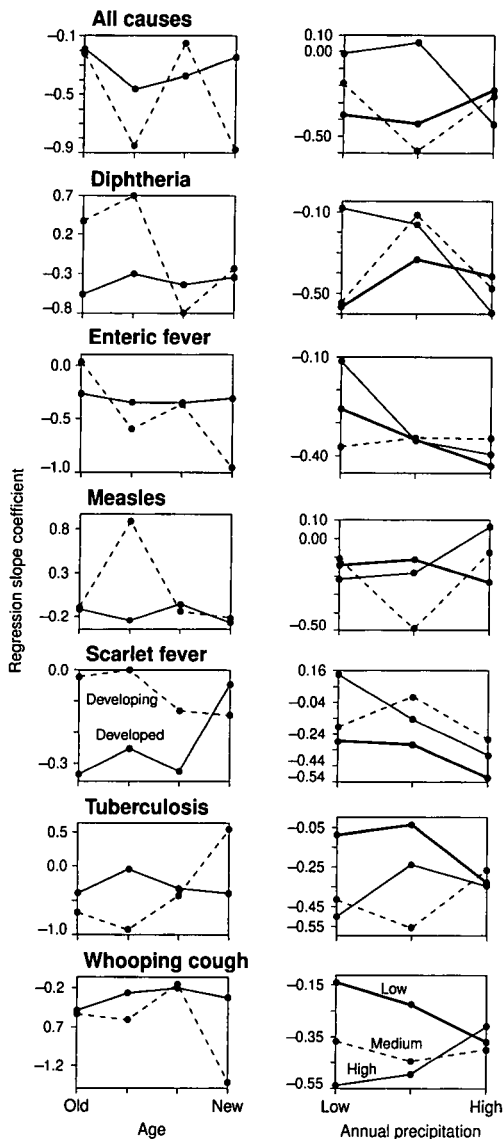 All causes
−0.1
−0.5
−0.9
−0.10
0.00
−0.50
Diphtheria
0.7
0.2
−0.3
−0.8
−0.10
−0.50
Enteric fever
0.0
−0.5
−1.0
−0.10
−0.40
Measles
0.8
0.3
−0.2
0.10
0.00
−0.50
Scarlet fever
0.0
−0.3
Developing
Developed
0.16
−0.04
−0.24
−0.44
−0.54
Tuberculosis
0.5
0.0
−1.0
−0.05
−0.25
−0.45
−0.55
Whooping cough
−0.2
0.7
−1.2
−0.15
−0.35
−0.55
Low
Medium
High
Old
New
Low
High
Age
Annual precipitation
Regression slope coefficient